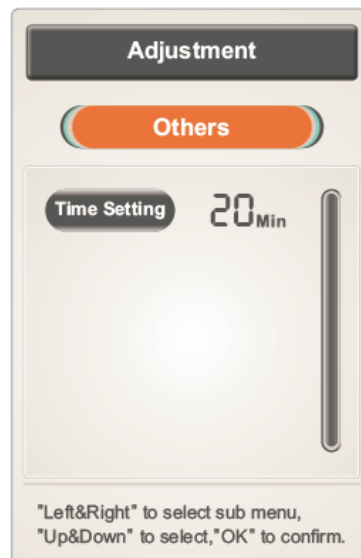 Adjustment
Others
Time Setting 20Min
"Left&Right" to select sub menu,
"Up&Down" to select,"OK" to confirm.